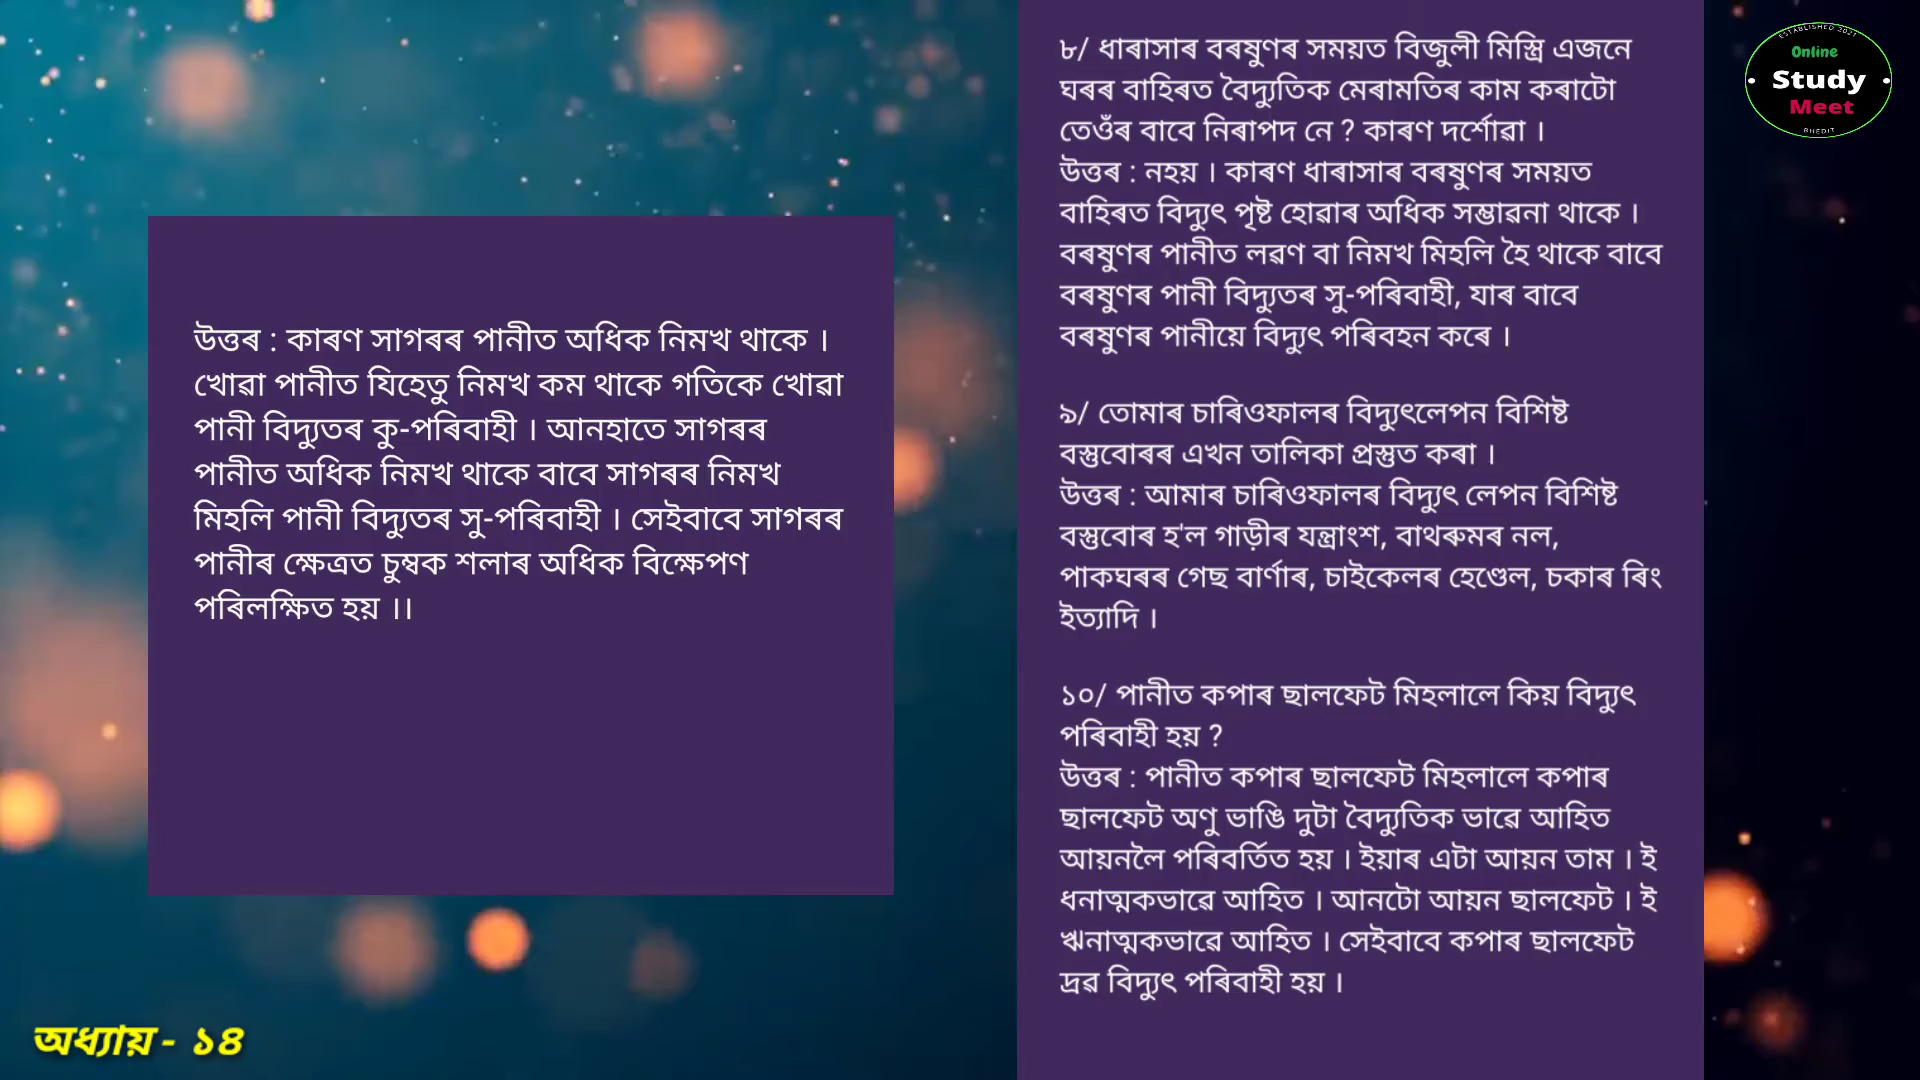 উত্তৰ : কাৰণ সাগৰৰ পানীত অধিক নিমখ থাকে ।
খোৱা পানীত যিহেতু নিমখ কম থাকে গতিকে খোৱা
পানী বিদ্যুতৰ কু-পৰিবাহী । আনহাতে সাগৰৰ
পানীত অধিক নিমখ থাকে বাবে সাগৰৰ নিমখ
মিহলি পানী বিদ্যুতৰ সু-পৰিবাহী । সেইবাবে সাগৰৰ
পানীৰ ক্ষেত্ৰত চুম্বক শলাৰ অধিক বিক্ষেপণ
পৰিলক্ষিত হয় ।।
অধ্যায় - ১৪
৮/ ধাৰাসাৰ বৰষুণৰ সময়ত বিজুলী মিস্ত্ৰি এজনে
ঘৰৰ বাহিৰত বৈদ্যুতিক মেৰামতিৰ কাম কৰাটো
তেওঁৰ বাবে নিৰাপদ নে ? কাৰণ দৰ্শোৱা ।
উত্তৰ : নহয় । কাৰণ ধাৰাসাৰ বৰষুণৰ সময়ত
বাহিৰত বিদ্যুৎ পৃষ্ট হোৱাৰ অধিক সম্ভাৱনা থাকে ।
বৰষুণৰ পানীত লৱণ বা নিমখ মিহলি হৈ থাকে বাবে
বৰষুণৰ পানী বিদ্যুতৰ সু-পৰিবাহী, যাৰ বাবে
বৰষুণৰ পানীয়ে বিদ্যুৎ পৰিবহন কৰে ।
৯/ তোমাৰ চাৰিওফালৰ বিদ্যুৎলেপন বিশিষ্ট
বস্তুবোৰৰ এখন তালিকা প্ৰস্তুত কৰা ।
উত্তৰ : আমাৰ চাৰিওফালৰ বিদ্যুৎ লেপন বিশিষ্ট
বস্তুবোৰ হ'ল গাড়ীৰ যন্ত্ৰাংশ, বাথৰুমৰ নল,
পাকঘৰৰ গেছ বাৰ্ণাৰ, চাইকেলৰ হেণ্ডেল, চকাৰ ৰিং
ইত্যাদি ।
১০/ পানীত কপাৰ ছালফেট মিহলালে কিয় বিদ্যুৎ
পৰিবাহী হয় ?
উত্তৰ : পানীত কপাৰ ছালফেট মিহলালে কপাৰ
ছালফেট অণু ভাঙি দুটা বৈদ্যুতিক ভাৱে আহিত
আয়নলৈ পৰিবৰ্তিত হয় । ইয়াৰ এটা আয়ন তাম । ই
ধনাত্মকভাৱে আহিত । আনটো আয়ন ছালফেট । ই
ঋনাত্মকভাৱে আহিত । সেইবাবে কপাৰ ছালফেট
দ্ৰৱ বিদ্যুৎ পৰিবাহী হয় ।
ESTABLISHED 2021
Online
Study
Meet
BHEDIT